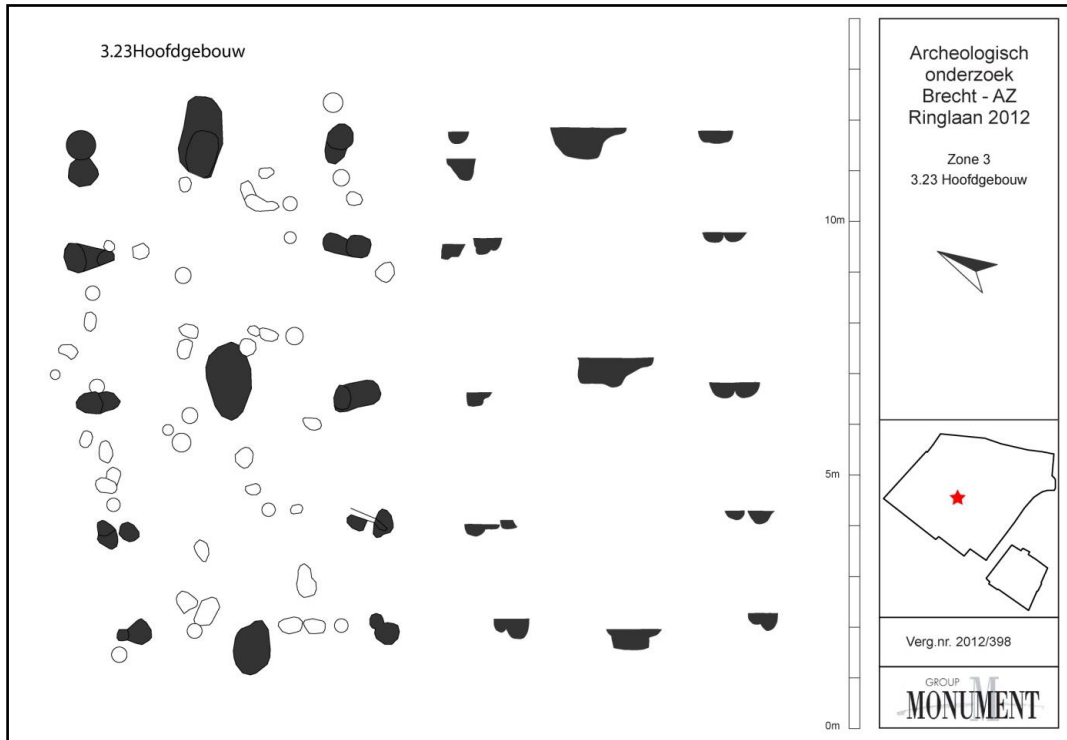 3.23Hoofdgebouw
Archeologisch
onderzoek
Brecht - AZ
Ringlaan 2012
Zone 3
3.23 Hoofdgebouw
10m
5m
0m
Verg.nr. 2012/398
GROUP
M
MONUMENT